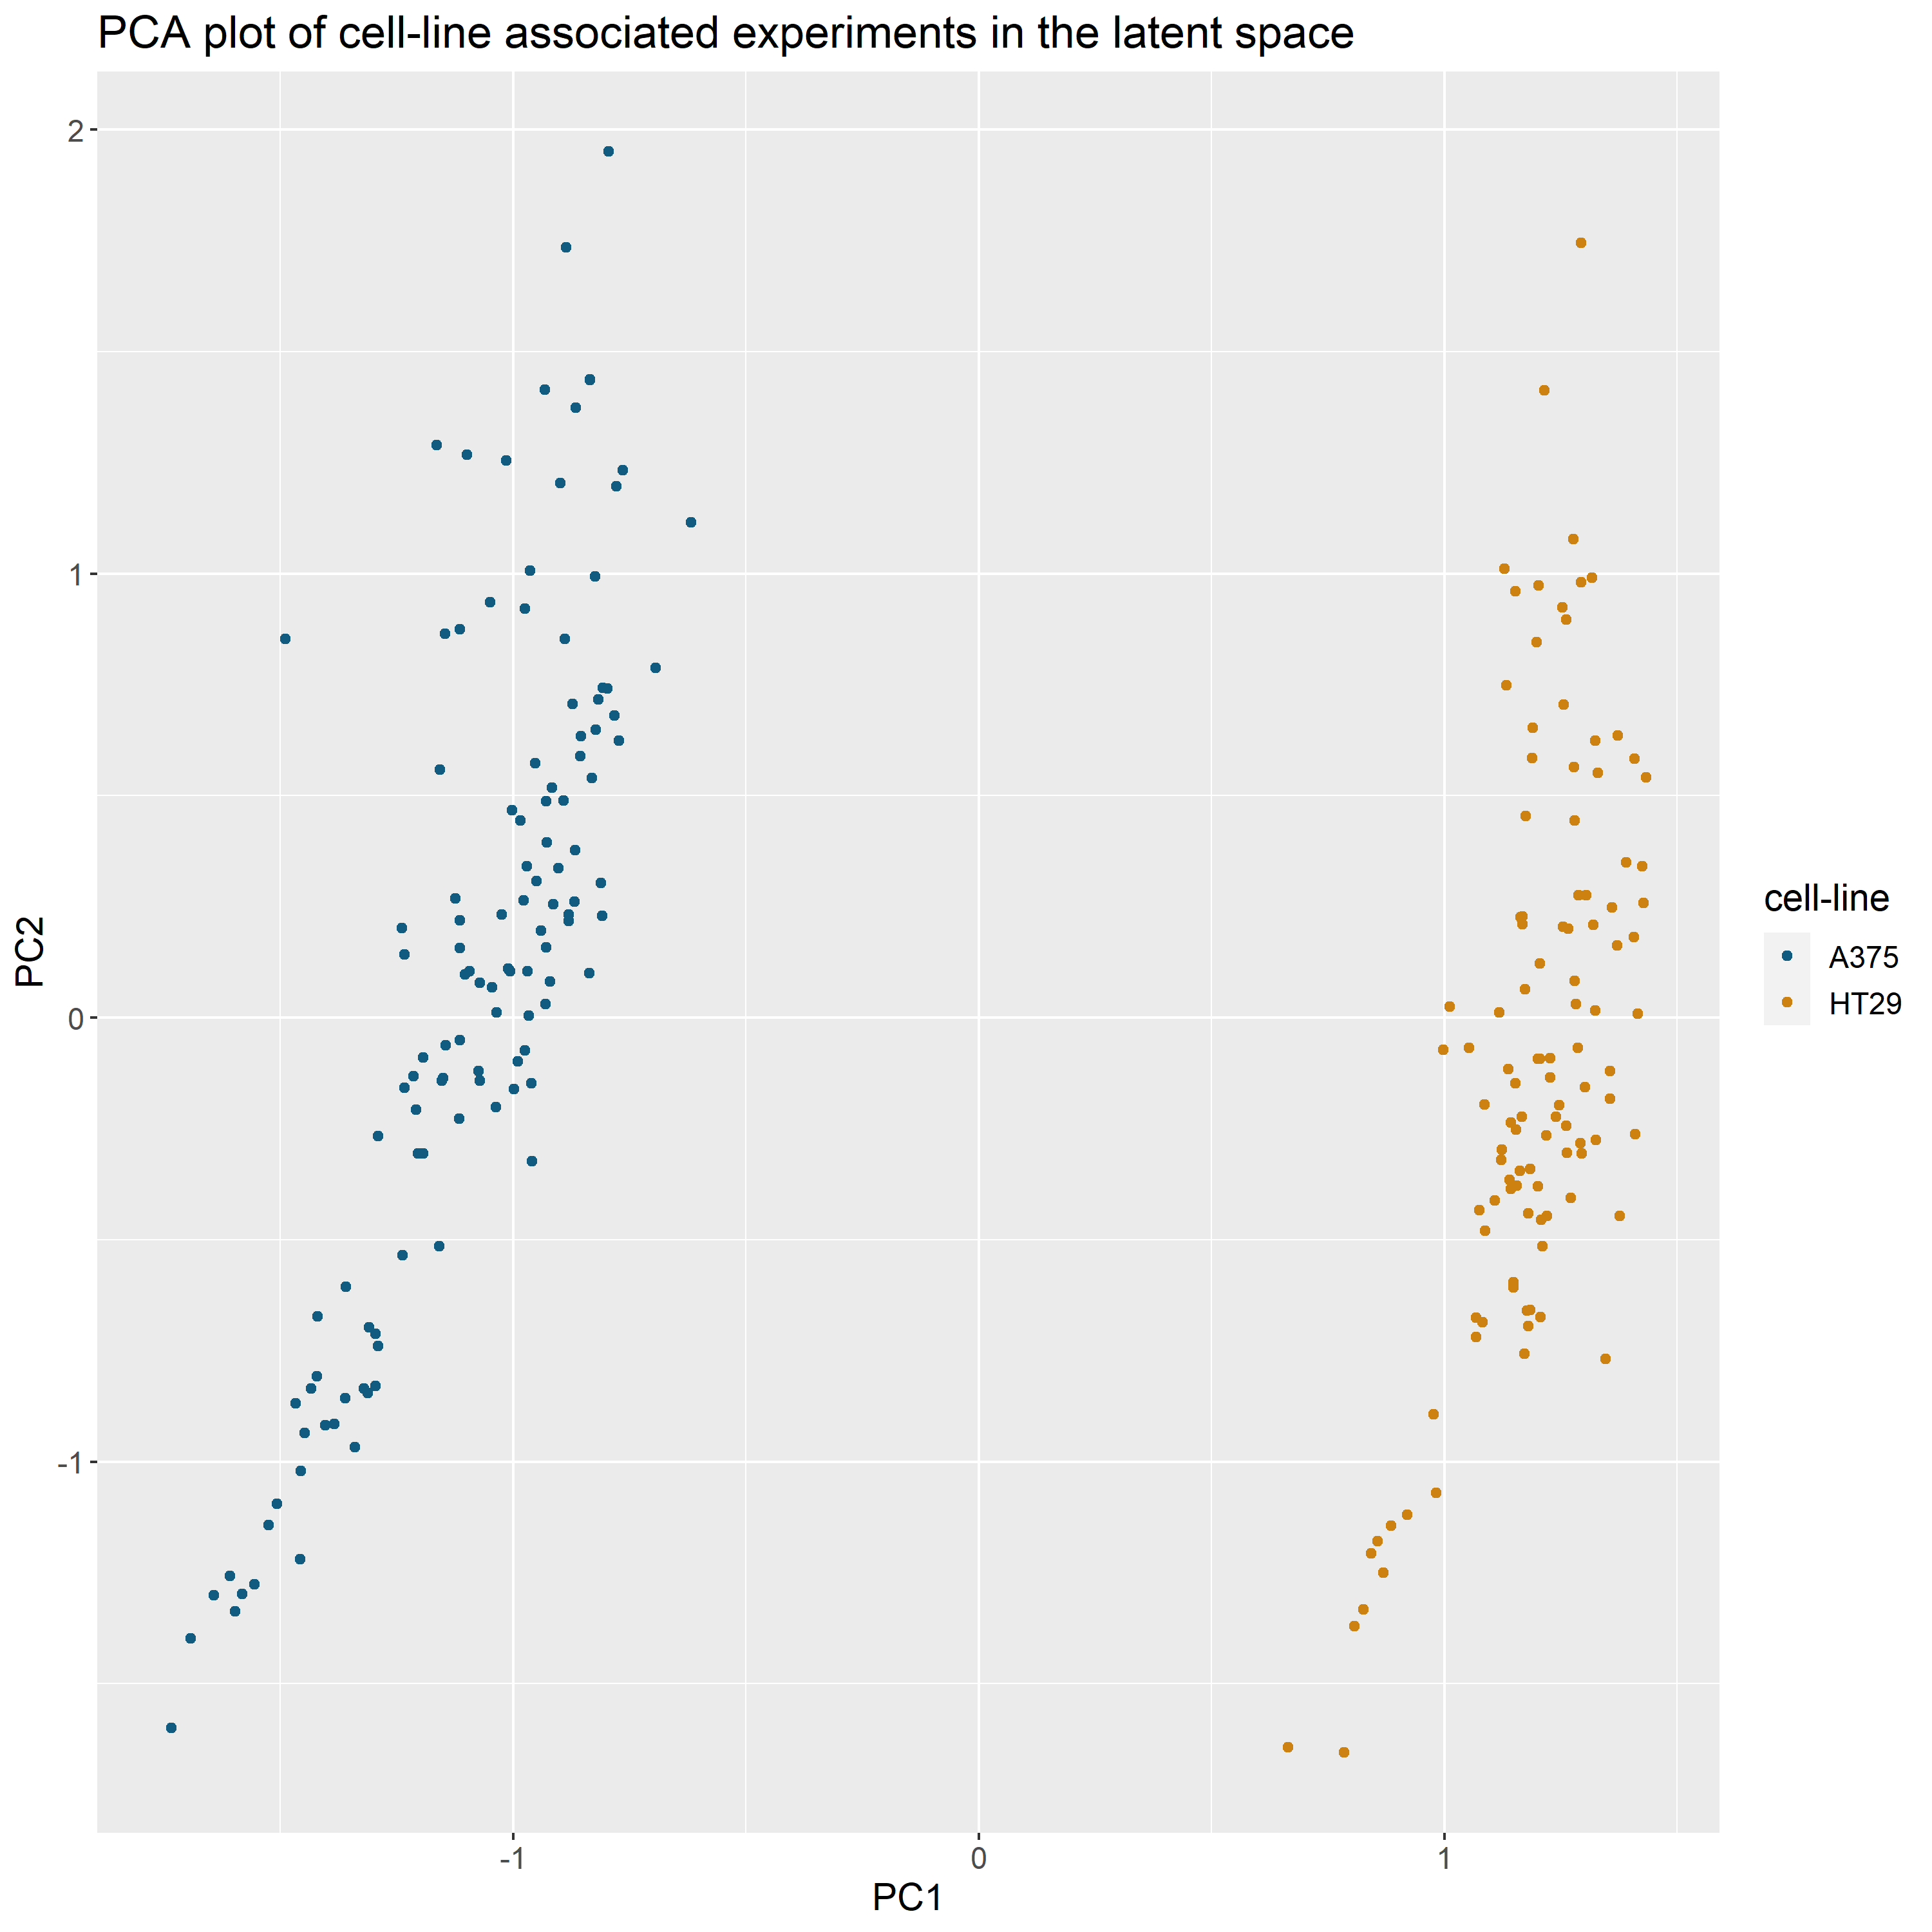 PCA plot of cell-line associated experiments in the latent space
2
1
0
-1
PC2
-1
0
1
PC1
cell-line
A375
HT29